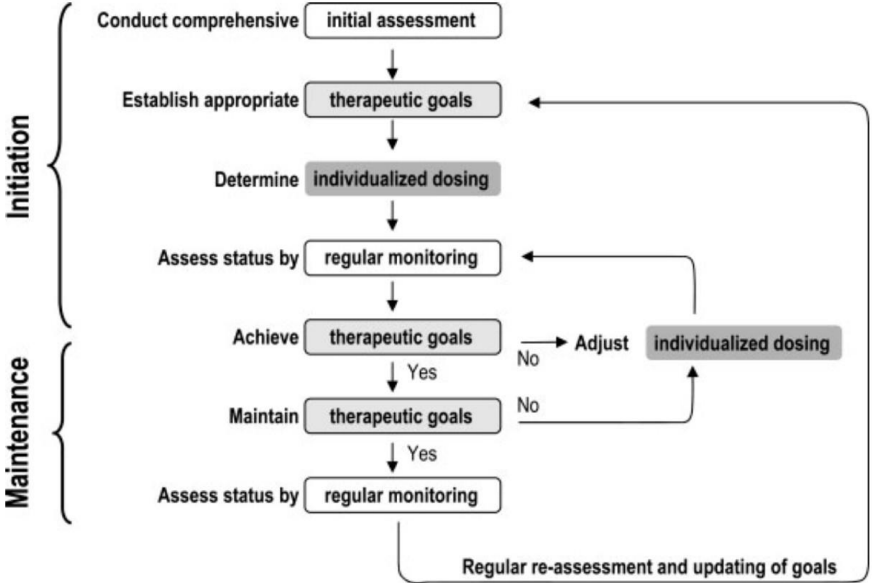 Initiation
Conduct comprehensive initial assessment
Establish appropriate therapeutic goals
Determine individualized dosing
Assess status by regular monitoring
Achieve therapeutic goals
No
Adjust individualized dosing
Yes
Maintenance
Maintain therapeutic goals
No
Yes
Assess status by regular monitoring
Regular re-assessment and updating of goals